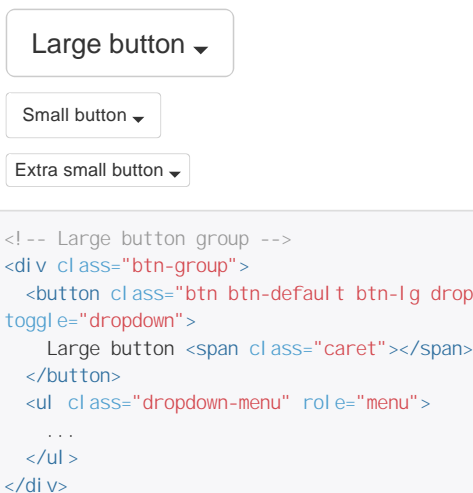 Large button
Small button
Extra small button
<!-- Large button group -->
<div class="btn-group">
  <button class="btn btn-default btn-lg drop
toggle="dropdown">
    Large button <span class="caret"></span>
  </button>
  <ul class="dropdown-menu" role="menu">
    ...
  </ul>
</div>